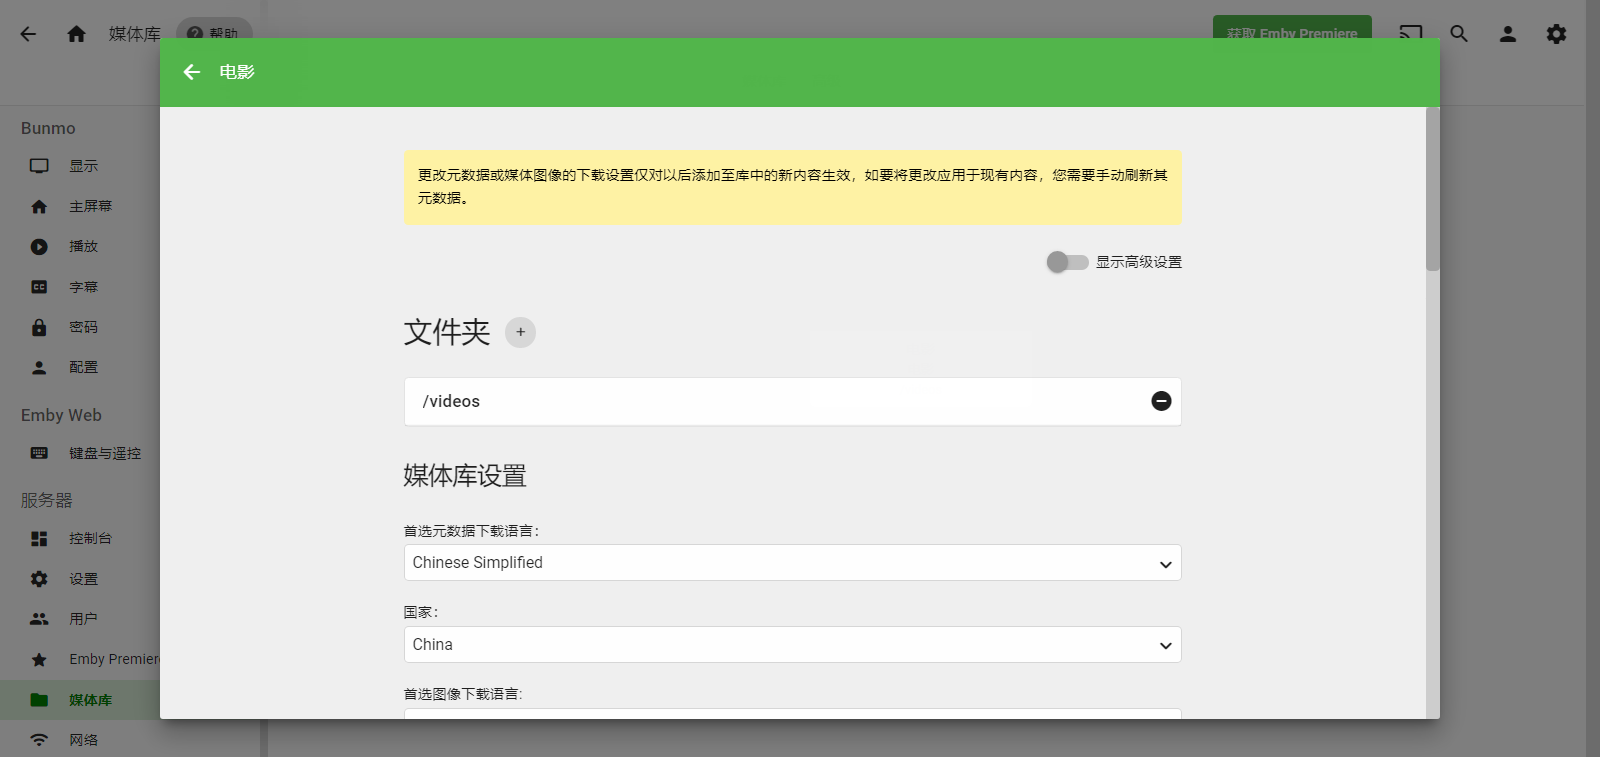 媒体库
帮助
获取 Emby Premiere
电影
Bunmo
显示
主屏幕
播放
字幕
密码
配置
Emby Web
键盘与遥控
服务器
控制台
设置
用户
Emby Premiere
媒体库
网络
更改元数据或媒体图像的下载设置仅对以后添加至库中的新内容生效，如要将更改应用于现有内容，您需要手动刷新其
元数据。
显示高级设置
文件夹 +
/videos
媒体库设置
首选元数据下载语言:
Chinese Simplified
国家:
China
首选图像下载语言: